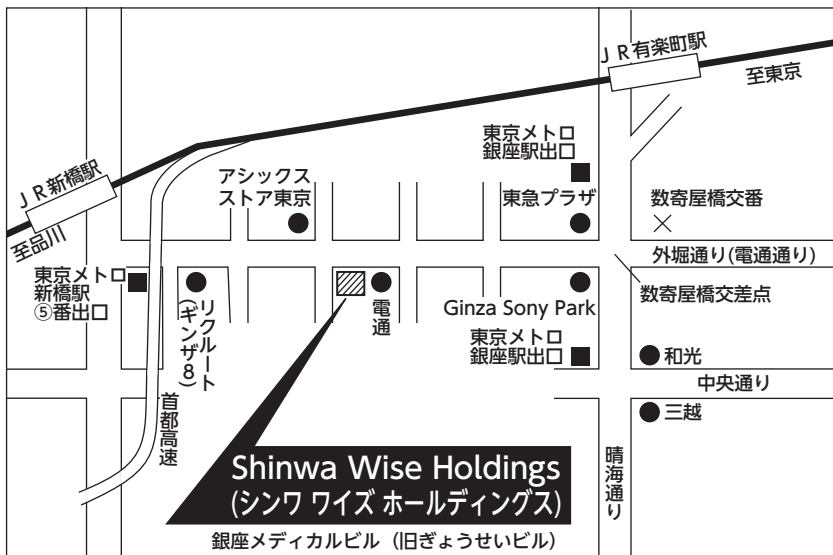 ＪＲ有楽町駅
至東京
東京メトロ
銀座駅出口
ＪＲ新橋駅
アシックス
ストア東京
東急プラザ
数寄屋橋交番
至品川
外堀通り(電通通り)
東京メトロ
新橋駅
⑤番出口
リクルート
(ギンザ8)
電通
Ginza Sony Park
数寄屋橋交差点
東京メトロ
銀座駅出口
和光
中央通り
首都高速
三越
晴海通り
Shinwa Wise Holdings
(シンワ ワイズ ホールディングス)
銀座メディカルビル（旧ぎょうせいビル）